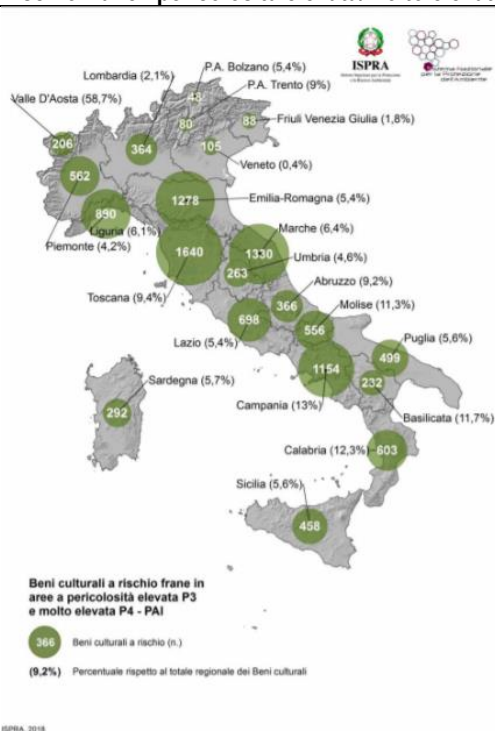 ISPRA
Lombardia (2,1%)
P.A. Bolzano (5,4%)
P.A. Trento (9%)
Valle D'Aosta (58,7%)
48
80
88
Friuli Venezia Giulia (1,8%)
206
364
105
Veneto (0,4%)
562
1278
Emilia-Romagna (5,4%)
890
Liguria (6,1%)
Marche (6,4%)
Piemonte (4,2%)
1640
1330
Umbria (4,6%)
263
Abruzzo (9,2%)
Toscana (9,4%)
366
Molise (11,3%)
698
556
Puglia (5,6%)
Lazio (5,4%)
499
1154
Sardegna (5,7%)
232
292
Campania (13%)
Basilicata (11,7%)
Calabria (12,3%)
603
Sicilia (5,6%)
458
Beni culturali a rischio frane in
aree a pericolosità elevata P3
e molto elevata P4 - PAI
366 Beni culturali a rischio (n.)
(9,2%) Percentuale rispetto al totale regionale dei Beni culturali
ISPRA, 2018